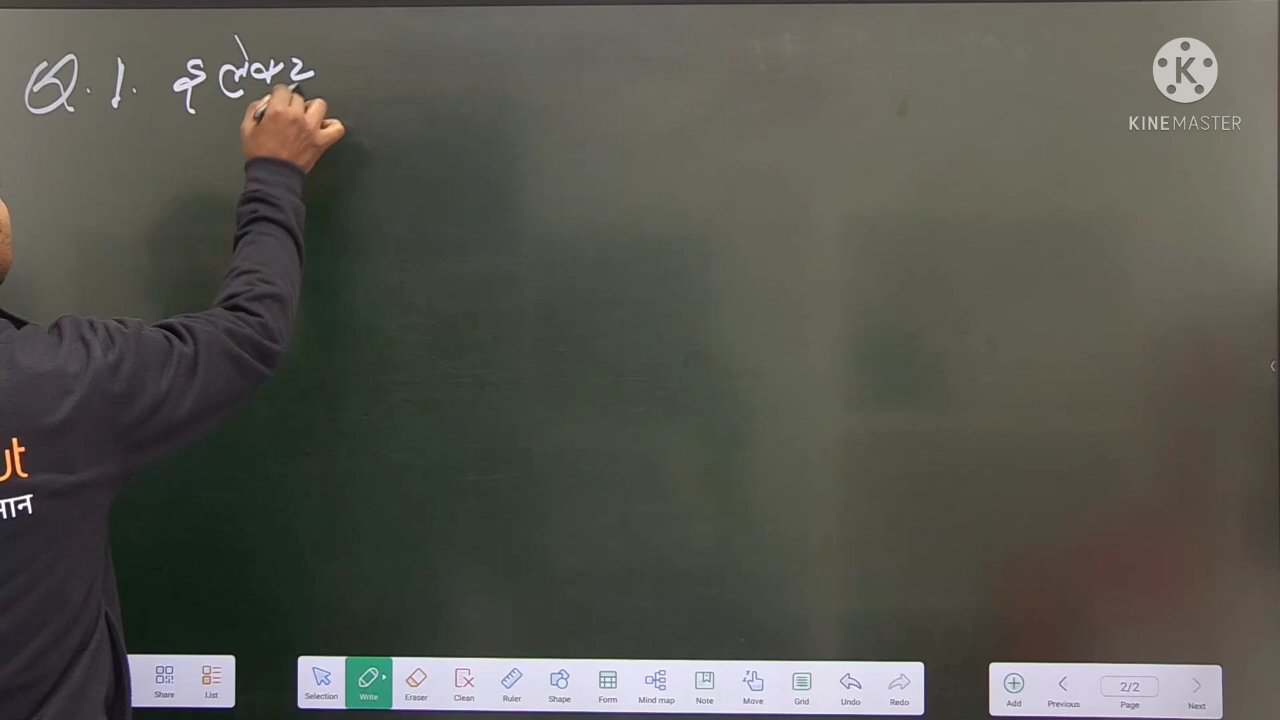 Q. 1. इलेक्ट
KINEMASTER
ut
मान
Share
List
Selection
Write
Eraser
Clean
Ruler
Shape
Form
Mind map
Note
Move
Grid
Undo
Redo
Add
Previous
2/2
Page
Next